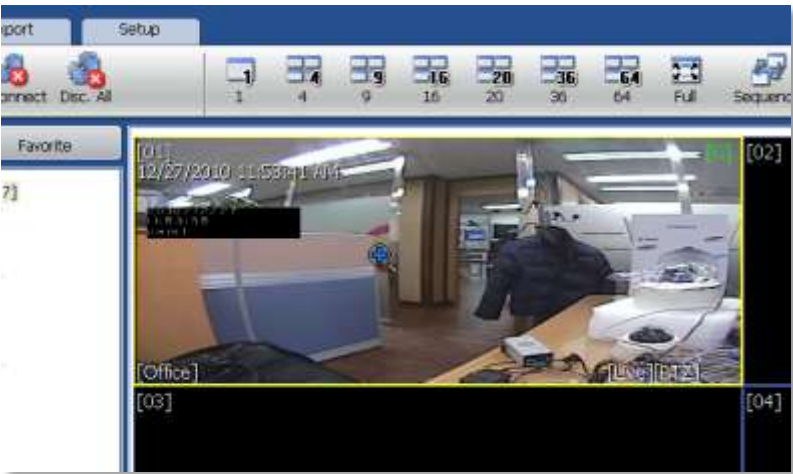 port Setup
onnect Disc. All 1 4 9 16 20 36 64 Full Sequenc
Favorite
7]
[01] [02]
12/27/2010 11:53:41 AM
[Office] [Live][PTZ]
[03] [04]